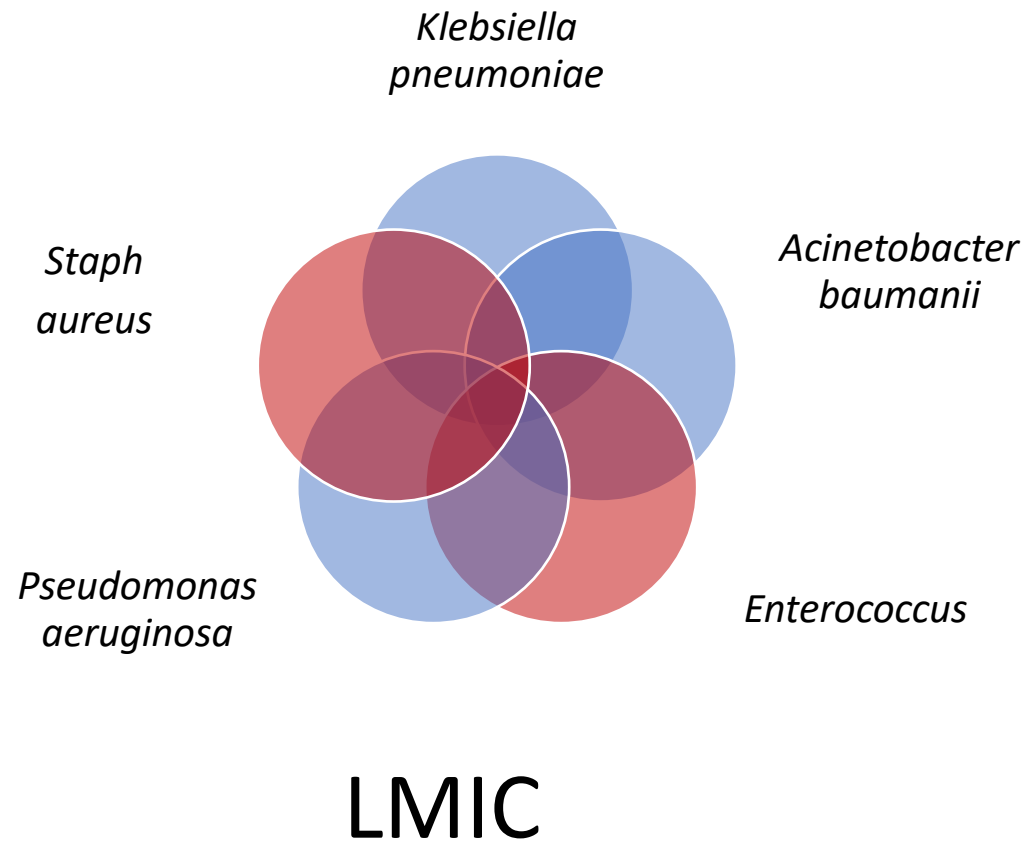 Klebsiella
pneumoniae
Staph
aureus
Acinetobacter
baumanii
Pseudomonas
aeruginosa
Enterococcus
LMIC